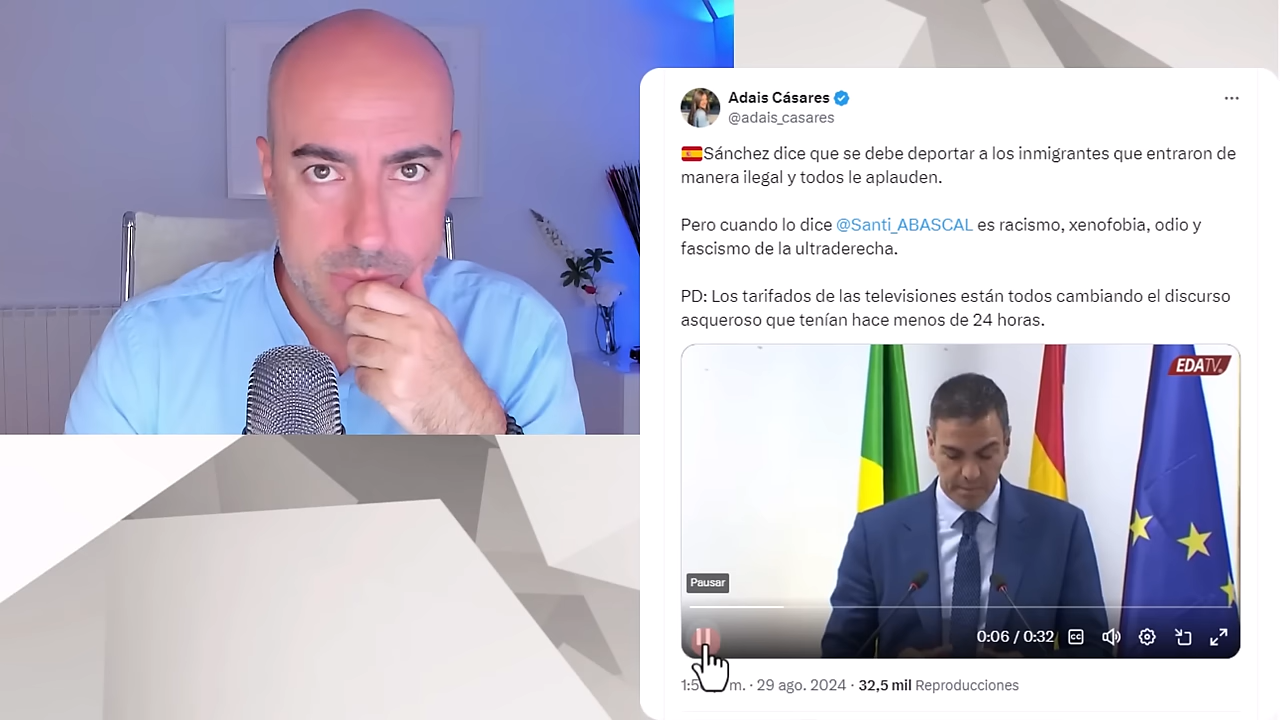 Adais Cásares
@adais_casares
Sánchez dice que se debe deportar a los inmigrantes que entraron de
manera ilegal y todos le aplauden.
Pero cuando lo dice @Santi_ABASCAL es racismo, xenofobia, odio y
fascismo de la ultraderecha.
PD: Los tarifados de las televisiones están todos cambiando el discurso
asqueroso que tenían hace menos de 24 horas.
EDATV.
Pausar
0:06 / 0:32
CC
m. · 29 ago. 2024 · 32,5 mil Reproducciones